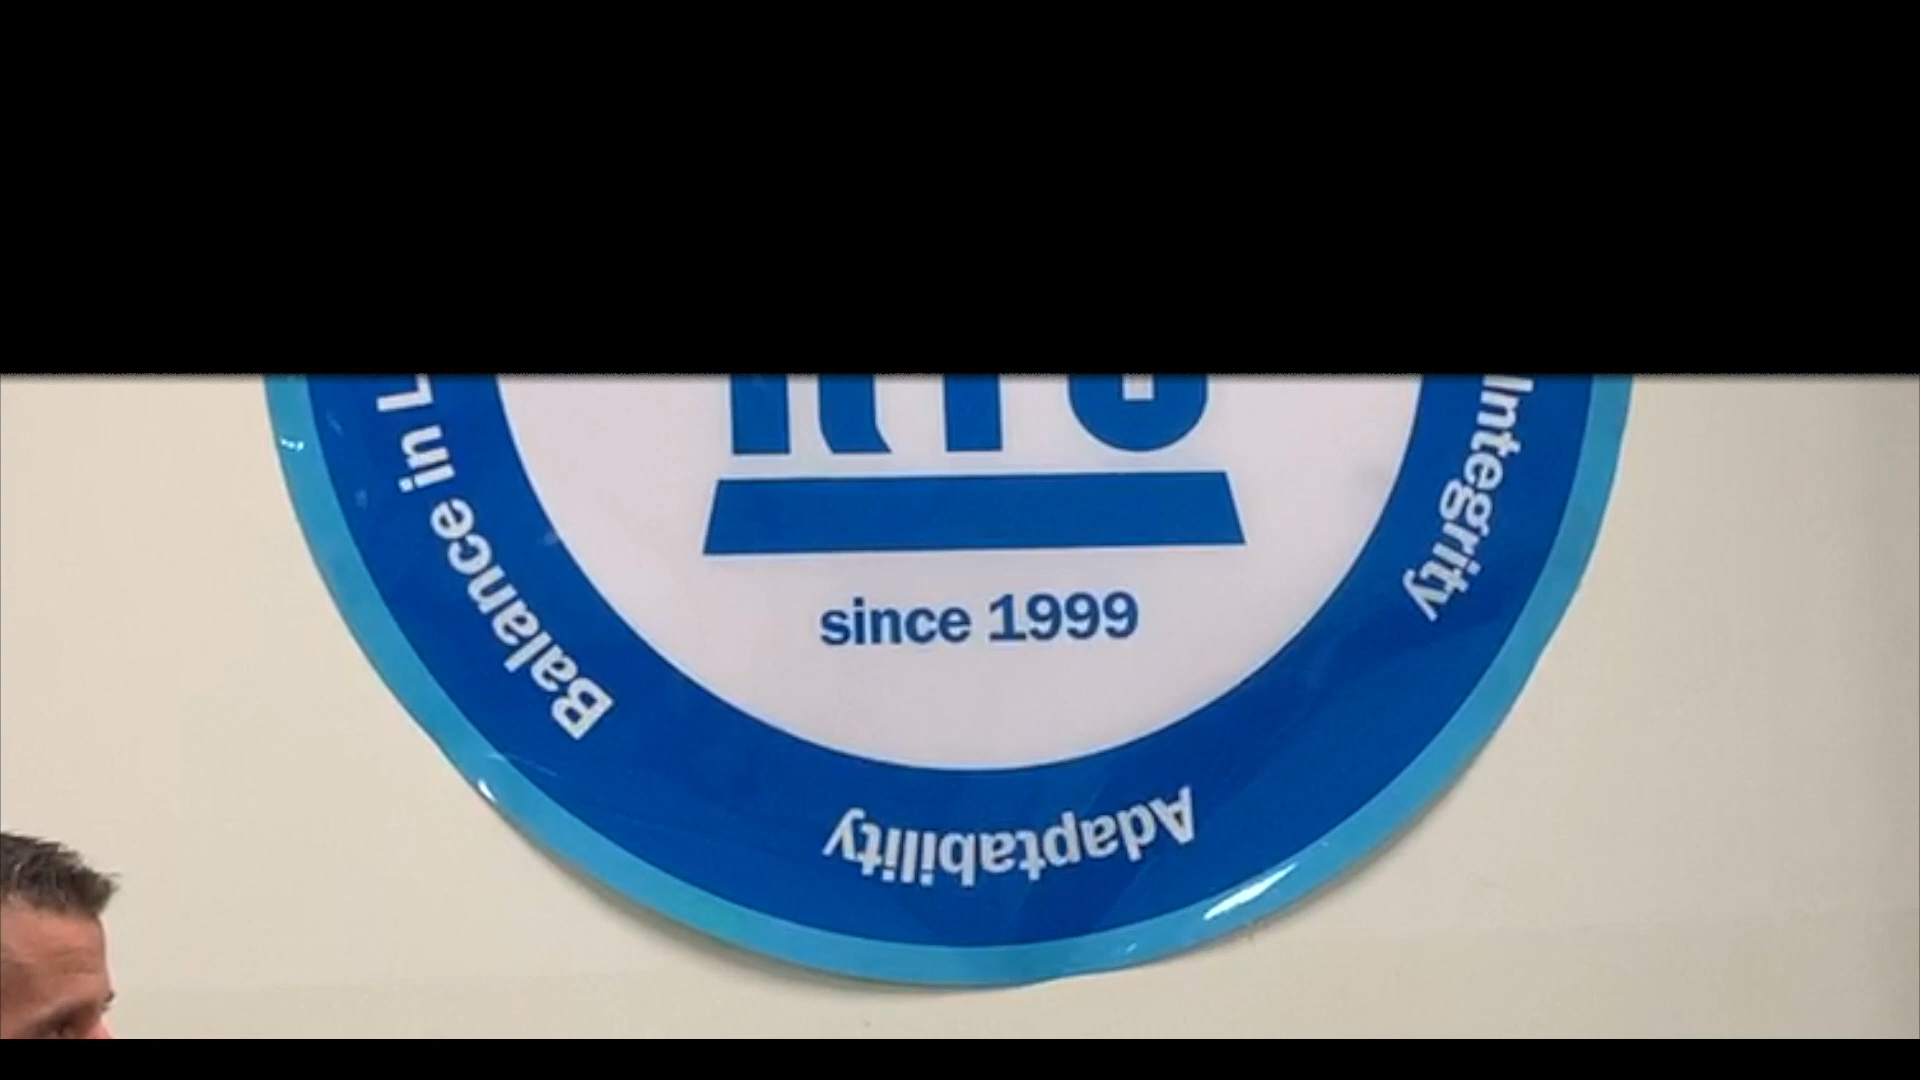 since 1999
Balance in
Adaptability
Integrity